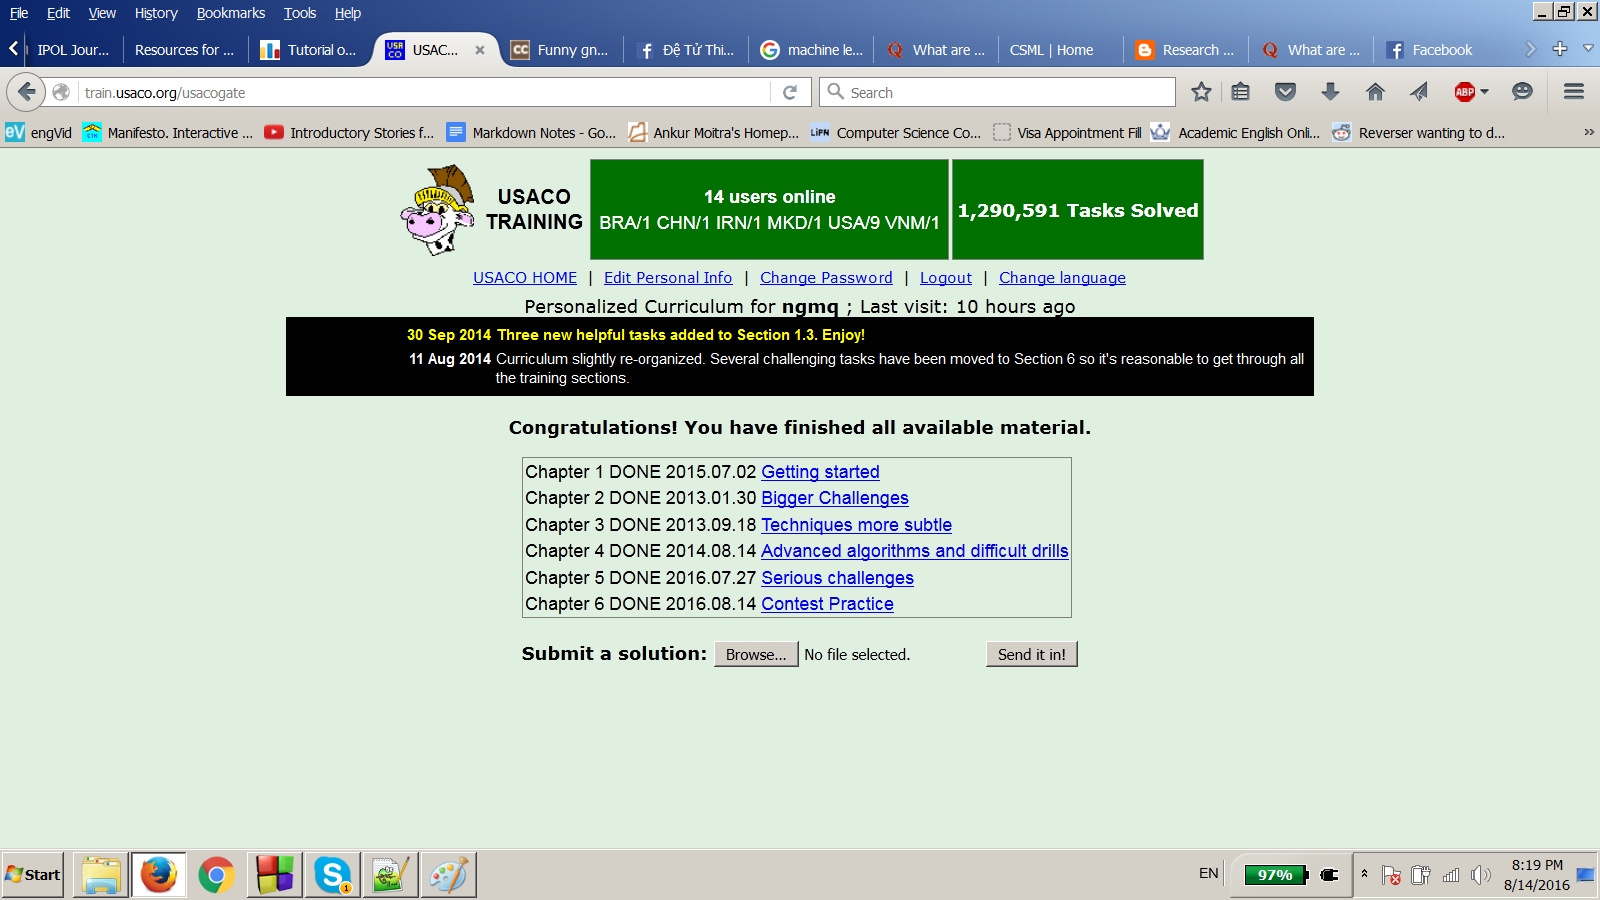 File Edit View History Bookmarks Tools Help
IPOL Jour... Resources for ... Tutorial o... USAC... Funny gn... Đệ Tử Thi... machine le... What are ... CSML | Home Research ... What are ... Facebook
train.usaco.org/usacogate Search ABP
eV engVid CTH Manifesto. Interactive ... Introductory Stories f... Markdown Notes - Go... Ankur Moitra's Homep... LIPN Computer Science Co... Visa Appointment Fill Academic English Onli... Reverser wanting to d...
USACO TRAINING
14 users online
BRA/1 CHN/1 IRN/1 MKD/1 USA/9 VNM/1
1,290,591 Tasks Solved
USACO HOME | Edit Personal Info | Change Password | Logout | Change language
Personalized Curriculum for ngmq ; Last visit: 10 hours ago
30 Sep 2014 Three new helpful tasks added to Section 1.3. Enjoy!
11 Aug 2014 Curriculum slightly re-organized. Several challenging tasks have been moved to Section 6 so it's reasonable to get through all
the training sections.
Congratulations! You have finished all available material.
Chapter 1 DONE 2015.07.02 Getting started
Chapter 2 DONE 2013.01.30 Bigger Challenges
Chapter 3 DONE 2013.09.18 Techniques more subtle
Chapter 4 DONE 2014.08.14 Advanced algorithms and difficult drills
Chapter 5 DONE 2016.07.27 Serious challenges
Chapter 6 DONE 2016.08.14 Contest Practice
Submit a solution: Browse... No file selected. Send it in!
Start 1 EN 97% 8:19 PM
8/14/2016